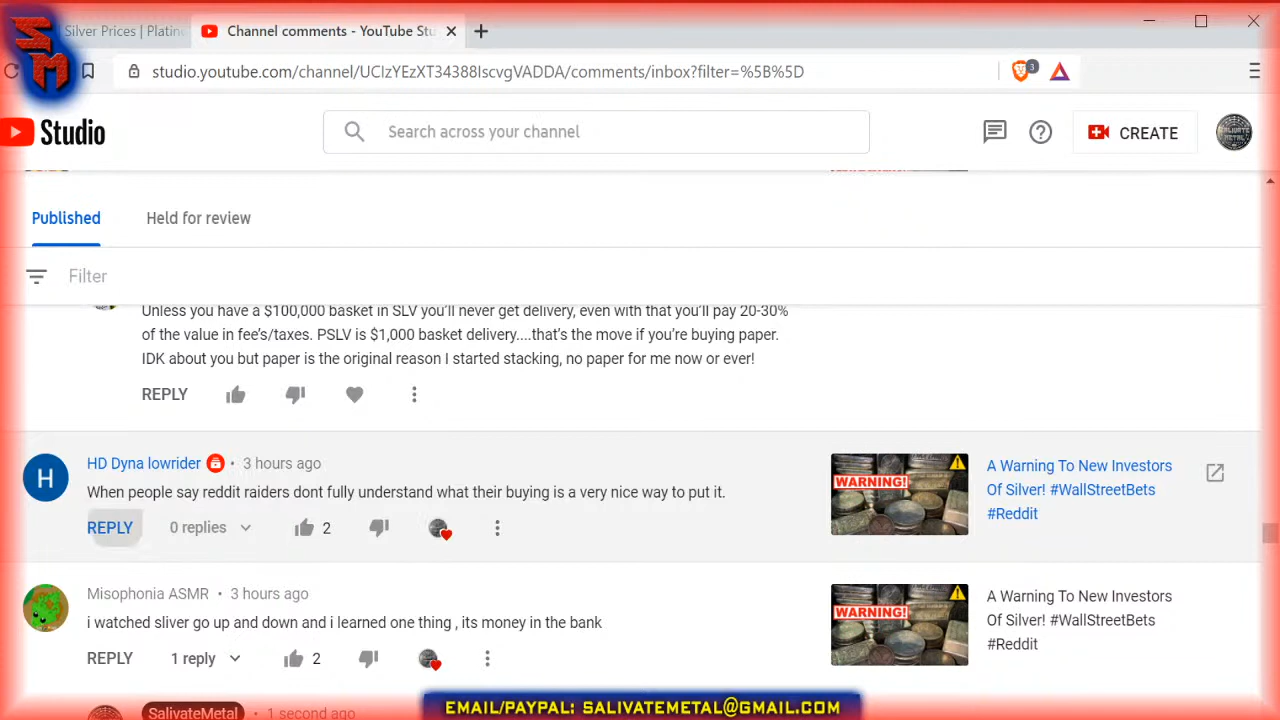 SM
Silver Prices | Platin
Channel comments - YouTube Stu
studio.youtube.com/channel/UCIzYEzXT34388IscvgVADDA/comments/inbox?filter=%5B%5D
3
Studio
Search across your channel
CREATE
Published
Held for review
Filter
Unless you have a $100,000 basket in SLV you'll never get delivery, even with that you'll pay 20-30%
of the value in fee's/taxes. PSLV is $1,000 basket delivery....that's the move if you're buying paper.
IDK about you but paper is the original reason I started stacking, no paper for me now or ever!
REPLY
H
HD Dyna lowrider • 3 hours ago
When people say reddit raiders dont fully understand what their buying is a very nice way to put it.
REPLY 0 replies 2
WARNING!
A Warning To New Investors
Of Silver! #WallStreetBets
#Reddit
Misophonia ASMR • 3 hours ago
i watched sliver go up and down and i learned one thing , its money in the bank
REPLY 1 reply 2
WARNING!
A Warning To New Investors
Of Silver! #WallStreetBets
#Reddit
SalivateMetal • 1 second ago
EMAIL/PAYPAL: SALIVATEMETAL@GMAIL.COM